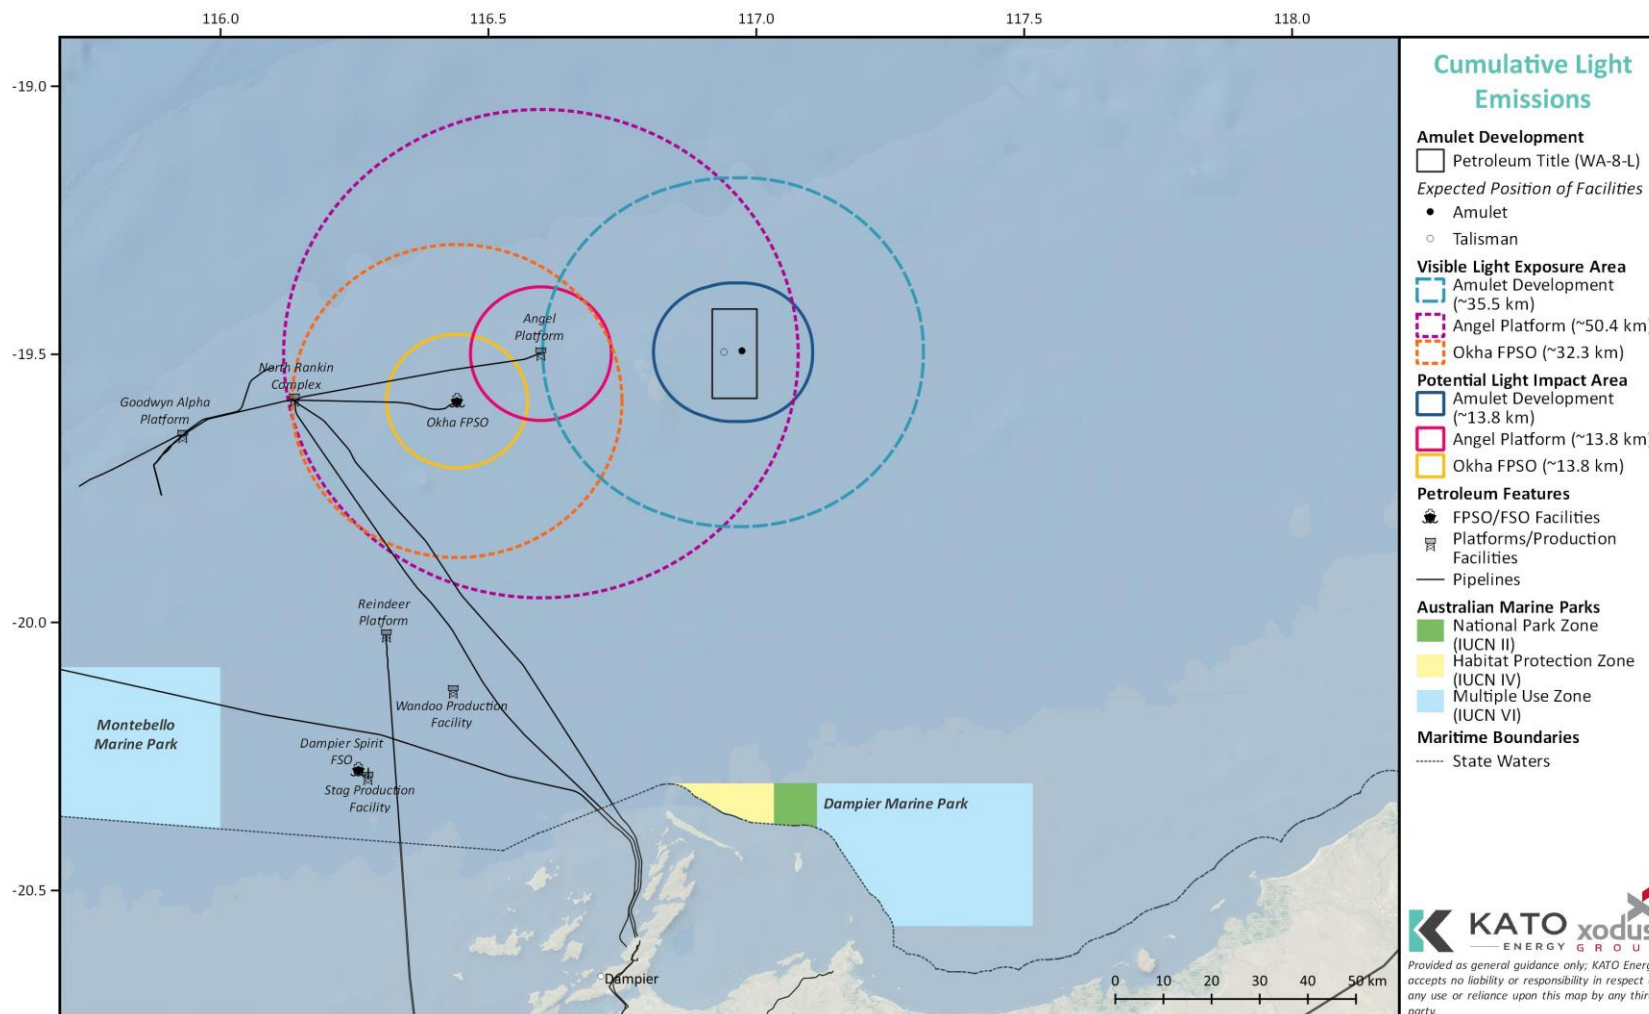 116.0 116.5 117.0 117.5 118.0
-19.0
-19.5
-20.0
-20.5
Angel
Platform
North Rankin
Complex
Goodwyn Alpha
Platform
Okha FPSO
Reindeer
Platform
Wandoo Production
Facility
Montebello
Marine Park
Dampier Spirit
FSO
Stag Production
Facility
Dampier Marine Park
Dampier
0 10 20 30 40 50 km
Cumulative Light
Emissions
Amulet Development
Petroleum Title (WA-8-L)
Expected Position of Facilities
Amulet
Talisman
Visible Light Exposure Area
Amulet Development
(~35.5 km)
Angel Platform (~50.4 km)
Okha FPSO (~32.3 km)
Potential Light Impact Area
Amulet Development
(~13.8 km)
Angel Platform (~13.8 km)
Okha FPSO (~13.8 km)
Petroleum Features
FPSO/FSO Facilities
Platforms/Production
Facilities
Pipelines
Australian Marine Parks
National Park Zone
(IUCN II)
Habitat Protection Zone
(IUCN IV)
Multiple Use Zone
(IUCN VI)
Maritime Boundaries
State Waters
KATO
ENERGY
xodus
GROU
Provided as general guidance only; KATO Energ
accepts no liability or responsibility in respect
any use or reliance upon this map by any thir
party.